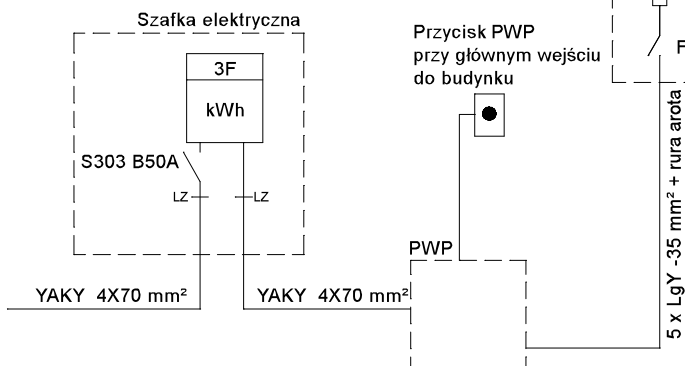 Szafka elektryczna
3F
kWh
S303 B50A
LZ
LZ
YAKY 4X70 mm²
YAKY 4X70 mm²
Przycisk PWP
przy głównym wejściu
do budynku
PWP
F
5 x LgY -35 mm² + rura arota